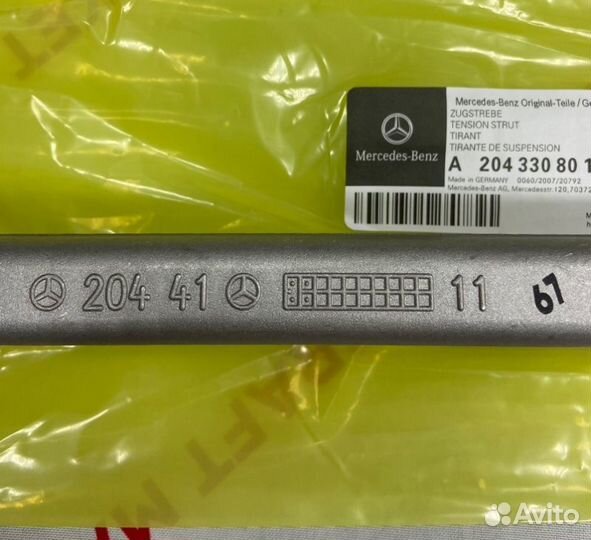 Mercedes-Benz Original-Teile / Ge
ZUGSTREBE
TENSION STRUT
TIRANT
TIRANTE DE SUSPENSION
Mercedes-Benz
A 204 330 80 1
Made in GERMANY 0060/2007/20792
Mercedes-Benz AG, Mercedesstr.120,70372
204 41 11 67
Avito